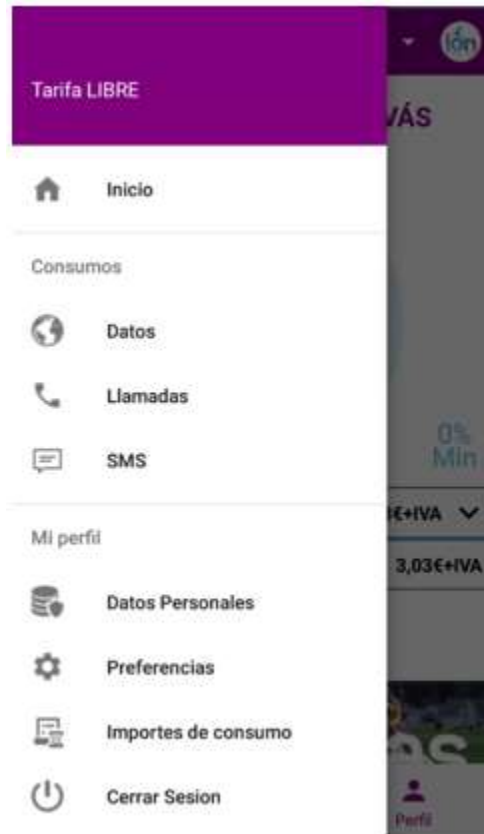 Tarifa LIBRE
ión
VÁS
Inicio
Consumos
Datos
Llamadas
SMS
0%
Min
€+IVA
Mi perfil
3,03€+IVA
Datos Personales
Preferencias
Importes de consumo
Cerrar Sesion
Perfil